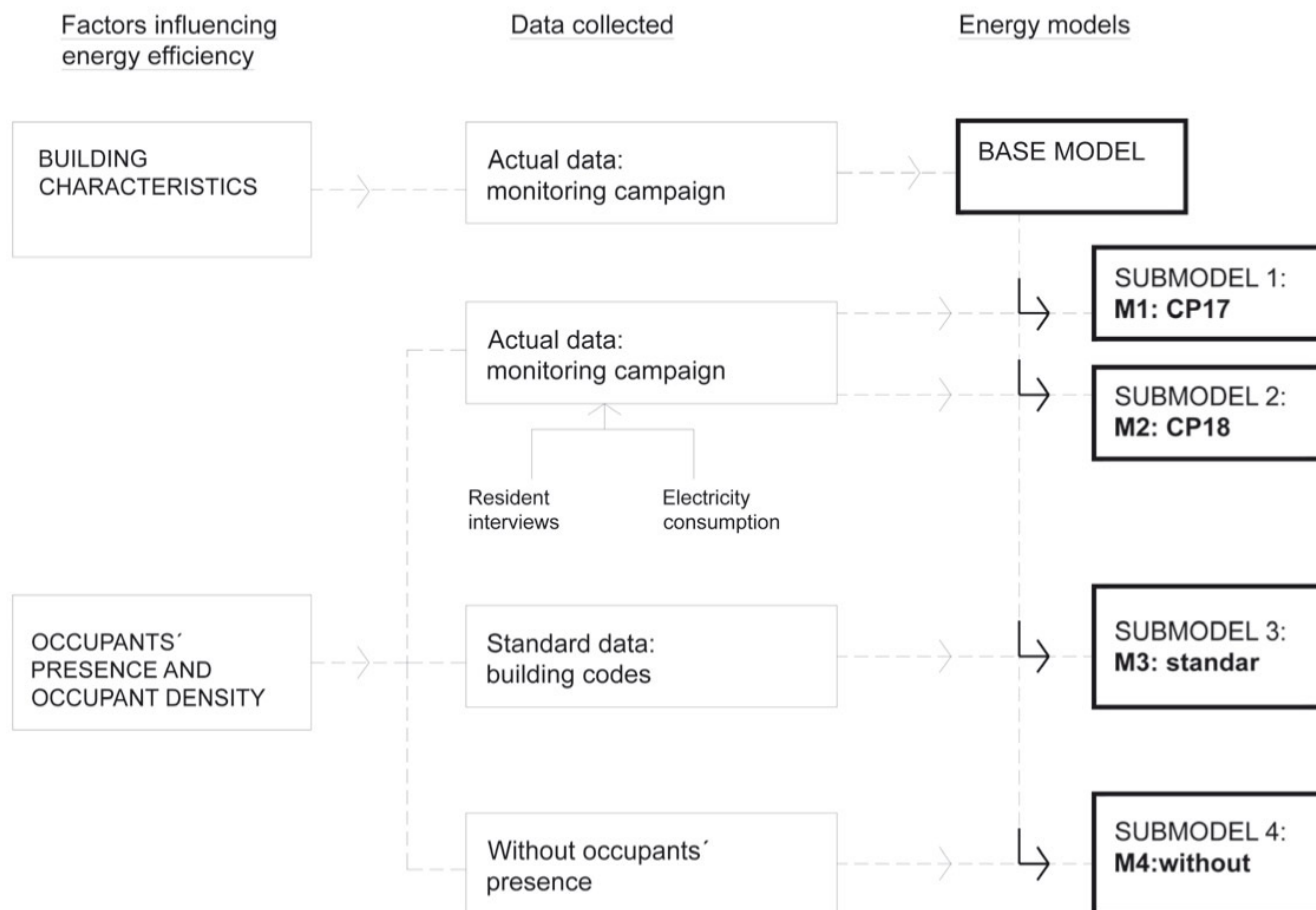 Factors influencing
energy efficiency
Data collected
Energy models
BUILDING
CHARACTERISTICS
Actual data:
monitoring campaign
BASE MODEL
Actual data:
monitoring campaign
SUBMODEL 1:
M1: CP17
SUBMODEL 2:
M2: CP18
Resident
interviews
Electricity
consumption
OCCUPANTS´
PRESENCE AND
OCCUPANT DENSITY
Standard data:
building codes
SUBMODEL 3:
M3: standar
Without occupants´
presence
SUBMODEL 4:
M4:without